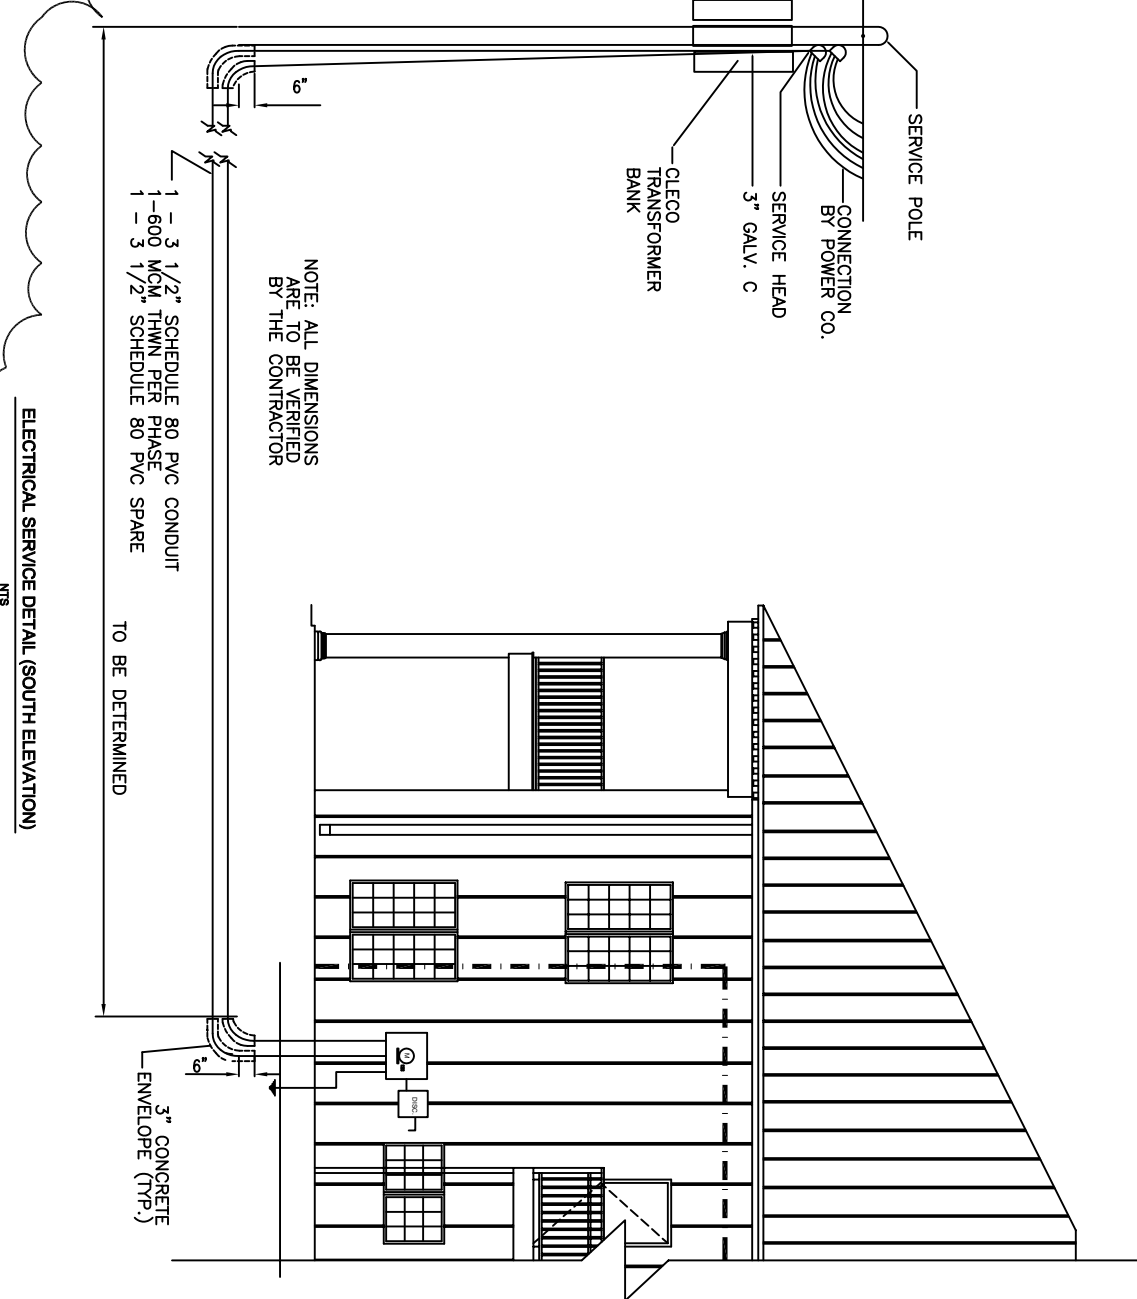 SERVICE POLE
CONNECTION
BY POWER CO.
SERVICE HEAD
3" GALV. C
CLECO
TRANSFORMER
BANK
6"
NOTE: ALL DIMENSIONS
ARE TO BE VERIFIED
BY THE CONTRACTOR
1 - 3 1/2" SCHEDULE 80 PVC CONDUIT
1-600 MCM THWN PER PHASE
1 - 3 1/2" SCHEDULE 80 PVC SPARE
TO BE DETERMINED
M
DISC.
6"
3" CONCRETE
ENVELOPE (TYP.)
ELECTRICAL SERVICE DETAIL (SOUTH ELEVATION)
NTS